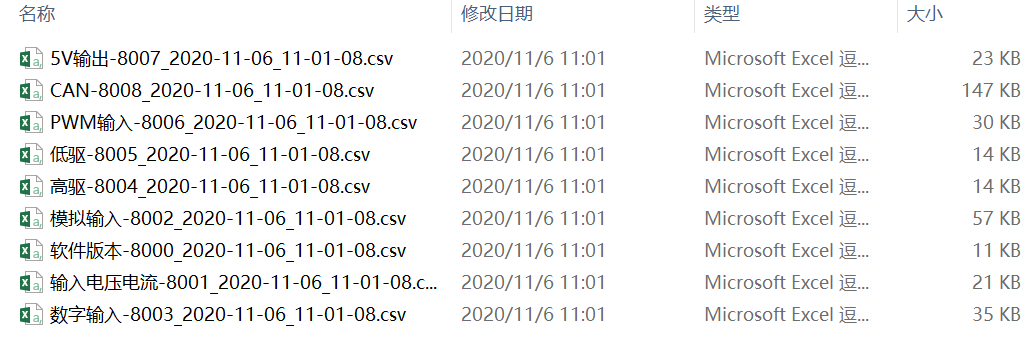 名称 修改日期 类型 大小
5V输出-8007_2020-11-06_11-01-08.csv 2020/11/6 11:01 Microsoft Excel 逗... 23 KB
CAN-8008_2020-11-06_11-01-08.csv 2020/11/6 11:01 Microsoft Excel 逗... 147 KB
PWM输入-8006_2020-11-06_11-01-08.csv 2020/11/6 11:01 Microsoft Excel 逗... 30 KB
低驱-8005_2020-11-06_11-01-08.csv 2020/11/6 11:01 Microsoft Excel 逗... 14 KB
高驱-8004_2020-11-06_11-01-08.csv 2020/11/6 11:01 Microsoft Excel 逗... 14 KB
模拟输入-8002_2020-11-06_11-01-08.csv 2020/11/6 11:01 Microsoft Excel 逗... 57 KB
软件版本-8000_2020-11-06_11-01-08.csv 2020/11/6 11:01 Microsoft Excel 逗... 11 KB
输入电压电流-8001_2020-11-06_11-01-08.c... 2020/11/6 11:01 Microsoft Excel 逗... 21 KB
数字输入-8003_2020-11-06_11-01-08.csv 2020/11/6 11:01 Microsoft Excel 逗... 35 KB